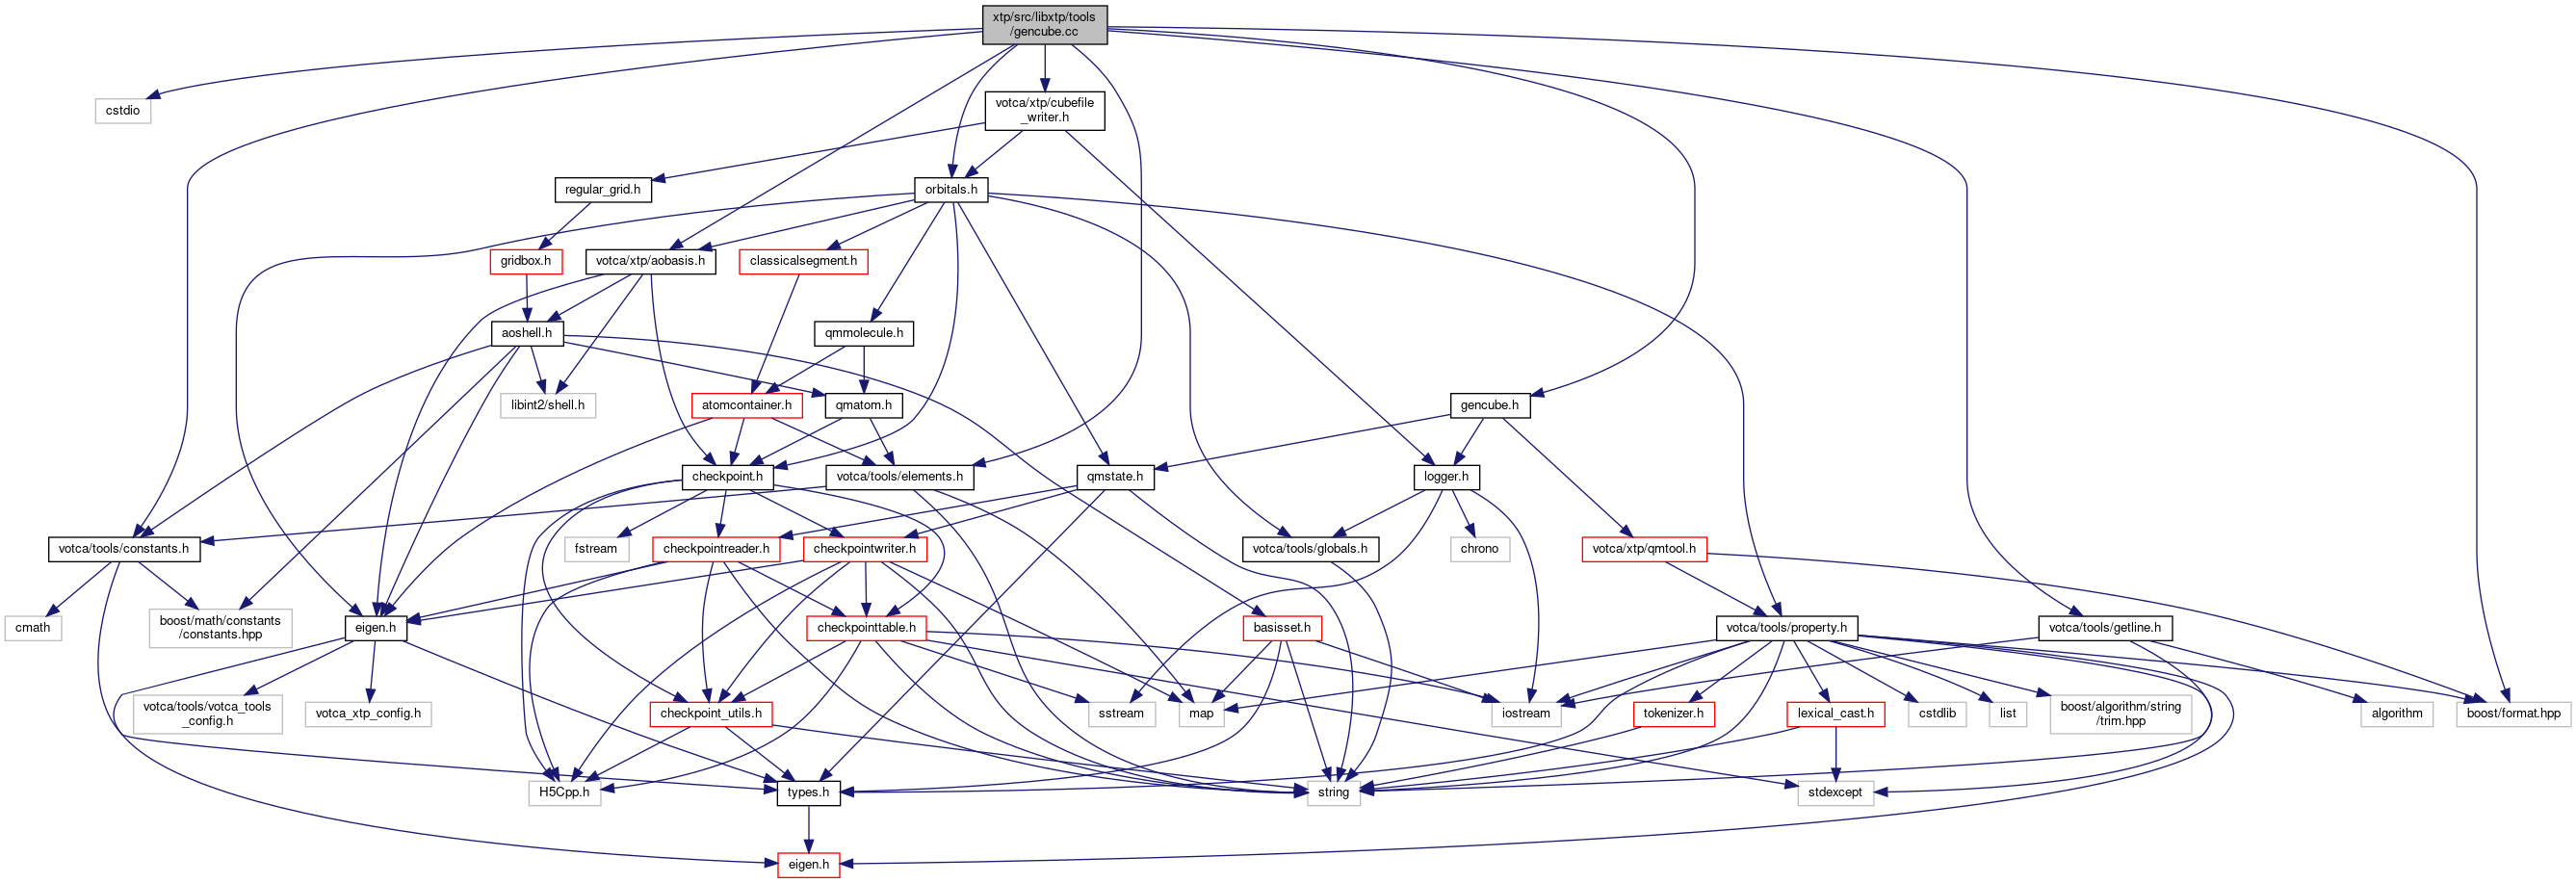 xtp/src/libxtp/tools
/gencube.cc
cstdio
votca/xtp/cubefile
_writer.h
regular_grid.h
orbitals.h
gridbox.h
votca/xtp/aobasis.h
classicalsegment.h
aoshell.h
qmmolecule.h
libint2/shell.h
atomcontainer.h
qmatom.h
gencube.h
checkpoint.h
votca/tools/elements.h
qmstate.h
logger.h
votca/tools/constants.h
fstream
checkpointreader.h
checkpointwriter.h
votca/tools/globals.h
chrono
votca/xtp/qmtool.h
cmath
boost/math/constants
/constants.hpp
eigen.h
checkpointtable.h
basisset.h
votca/tools/property.h
votca/tools/getline.h
votca/tools/votca_tools
_config.h
votca_xtp_config.h
checkpoint_utils.h
sstream
map
iostream
tokenizer.h
lexical_cast.h
cstdlib
list
boost/algorithm/string
/trim.hpp
algorithm
boost/format.hpp
H5Cpp.h
types.h
string
stdexcept
eigen.h